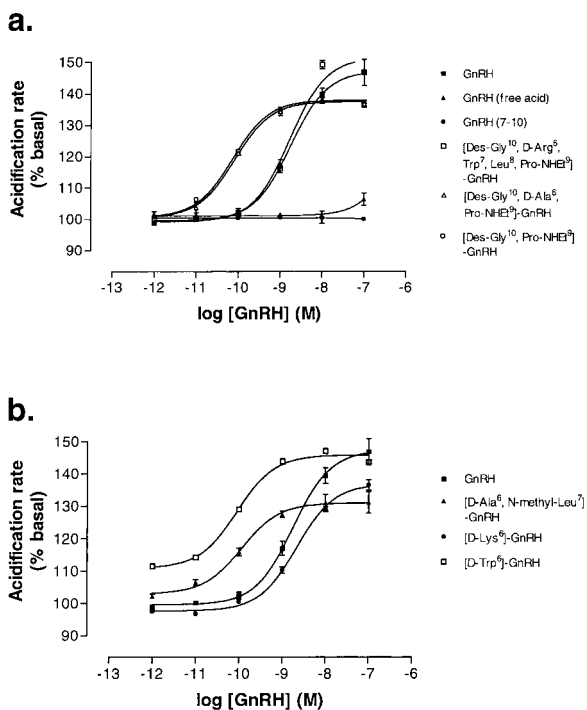 a.
150
140
130
120
110
100
90
Acidification rate
(% basal)
-13 -12 -11 -10 -9 -8 -7 -6
log [GnRH] (M)
GnRH
GnRH (free acid)
GnRH (7-10)
[Des-Gly10, D-Arg6,
Trp7, Leu8, Pro-NHEt9]
-GnRH
[Des-Gly10, D-Ala6,
Pro-NHEt9]-GnRH
[Des-Gly10, Pro-NHEt9]
-GnRH
b.
150
140
130
120
110
100
90
Acidification rate
(% basal)
-13 -12 -11 -10 -9 -8 -7 -6
log [GnRH] (M)
GnRH
[D-Ala6, N-methyl-Leu7]
-GnRH
[D-Lys6]-GnRH
[D-Trp6]-GnRH